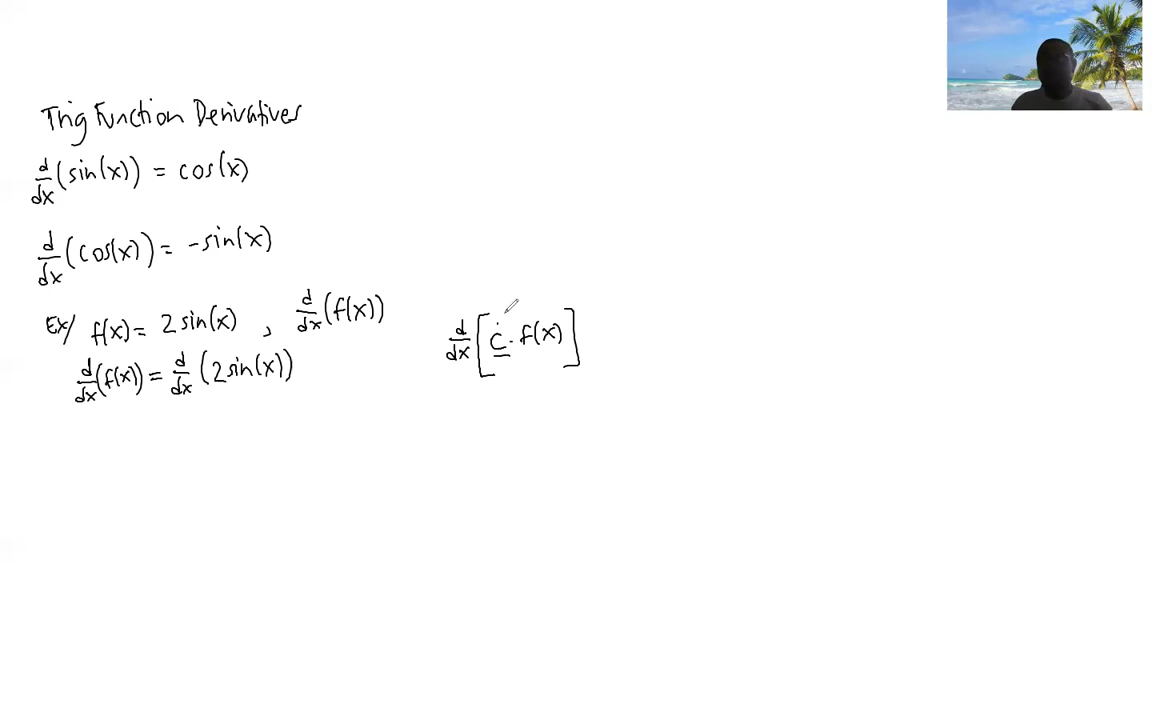 Trig Function Derivatives
d/dx (sin(x)) = cos(x)
d/dx (cos(x)) = -sin(x)
Ex/ f(x) = 2 sin(x) , d/dx (f(x))
d/dx (f(x)) = d/dx (2 sin(x))
d/dx [c · f(x)]